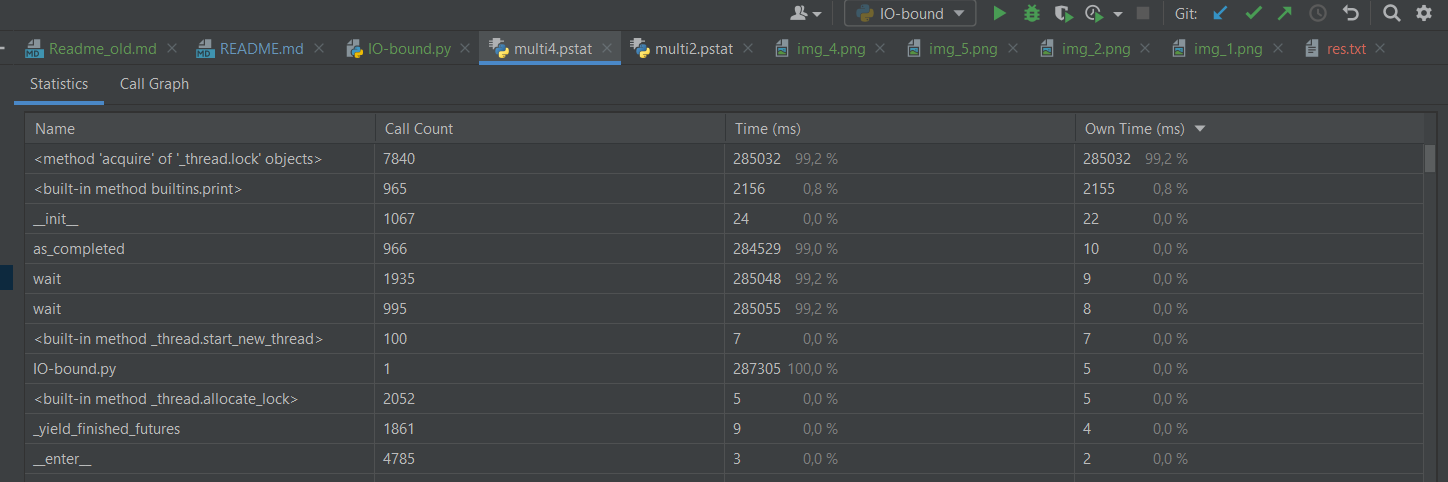 IO-bound Git:
Readme_old.md README.md IO-bound.py multi4.pstat multi2.pstat img_4.png img_5.png img_2.png img_1.png res.txt
Statistics Call Graph
Name Call Count Time (ms) Own Time (ms)
<method 'acquire' of '_thread.lock' objects> 7840 285032 99,2 % 285032 99,2 %
<built-in method builtins.print> 965 2156 0,8 % 2155 0,8 %
__init__ 1067 24 0,0 % 22 0,0 %
as_completed 966 284529 99,0 % 10 0,0 %
wait 1935 285048 99,2 % 9 0,0 %
wait 995 285055 99,2 % 8 0,0 %
<built-in method _thread.start_new_thread> 100 7 0,0 % 7 0,0 %
IO-bound.py 1 287305 100,0 % 5 0,0 %
<built-in method _thread.allocate_lock> 2052 5 0,0 % 5 0,0 %
_yield_finished_futures 1861 9 0,0 % 4 0,0 %
__enter__ 4785 3 0,0 % 2 0,0 %